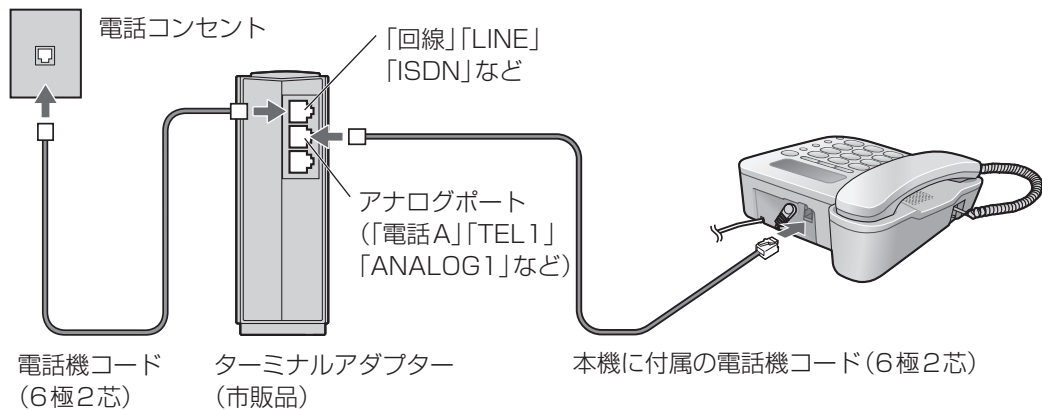 電話コンセント
「回線」「LINE」
「ISDN」など
アナログポート
（「電話A」「TEL1」
「ANALOG1」など）
電話機コード
（6極2芯）
ターミナルアダプター
（市販品）
本機に付属の電話機コード（6極2芯）